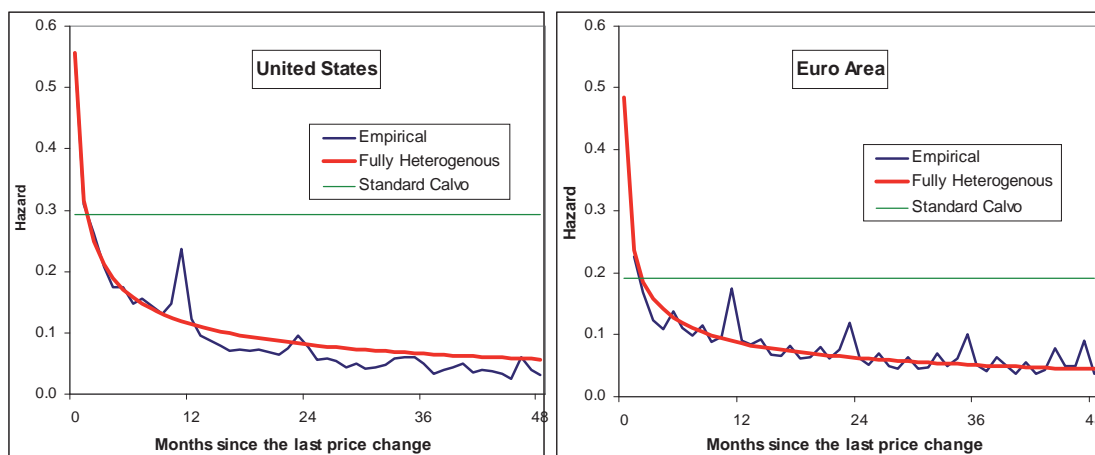 United States
Empirical
Fully Heterogenous
Standard Calvo
Hazard
0.6
0.5
0.4
0.3
0.2
0.1
0.0
0 12 24 36 48
Months since the last price change
Euro Area
Empirical
Fully Heterogenous
Standard Calvo
Hazard
0.6
0.5
0.4
0.3
0.2
0.1
0.0
0 12 24 36 4
Months since the last price change